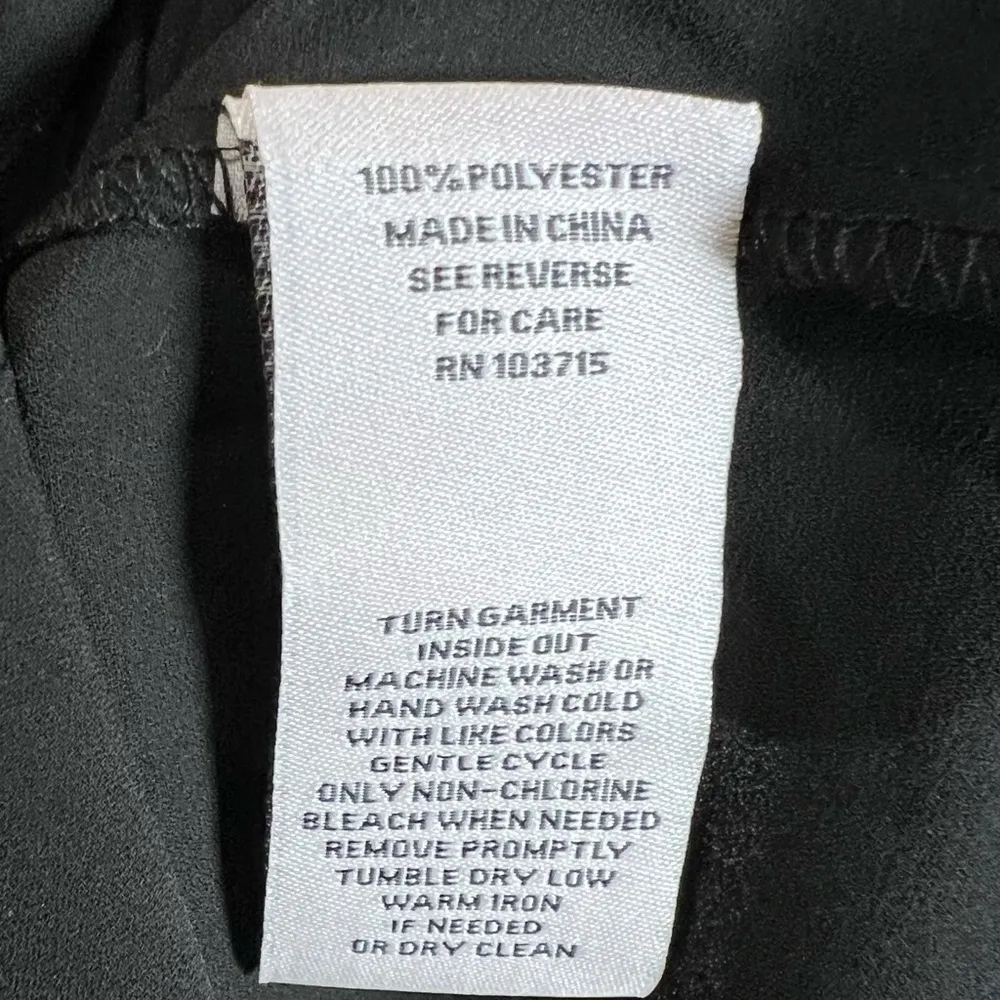 100% POLYESTER
MADE IN CHINA
SEE REVERSE
FOR CARE
RN 103715
TURN GARMENT
INSIDE OUT
MACHINE WASH OR
HAND WASH COLD
WITH LIKE COLORS
GENTLE CYCLE
ONLY NON-CHLORINE
BLEACH WHEN NEEDED
REMOVE PROMPTLY
TUMBLE DRY LOW
WARM IRON
IF NEEDED
OR DRY CLEAN